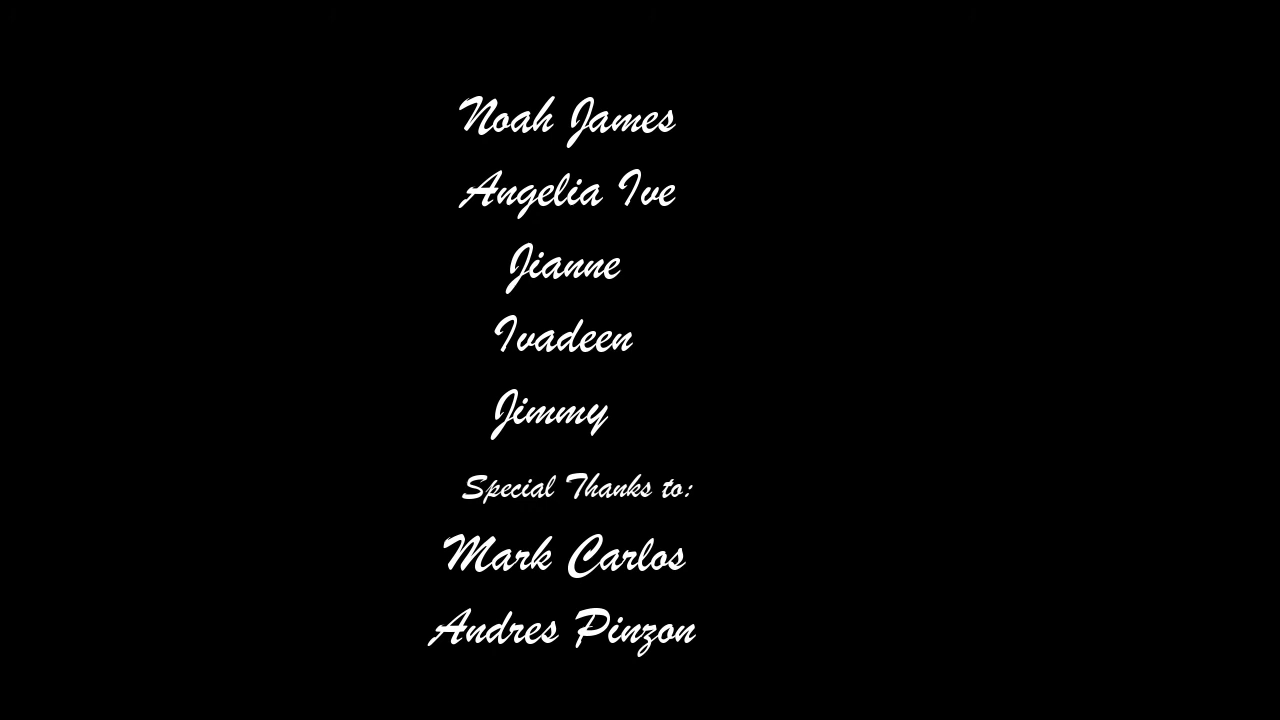 Noah James
Angelia Ive
Jianne
Ivadeen
Jimmy
Special Thanks to:
Mark Carlos
Andres Pinzon